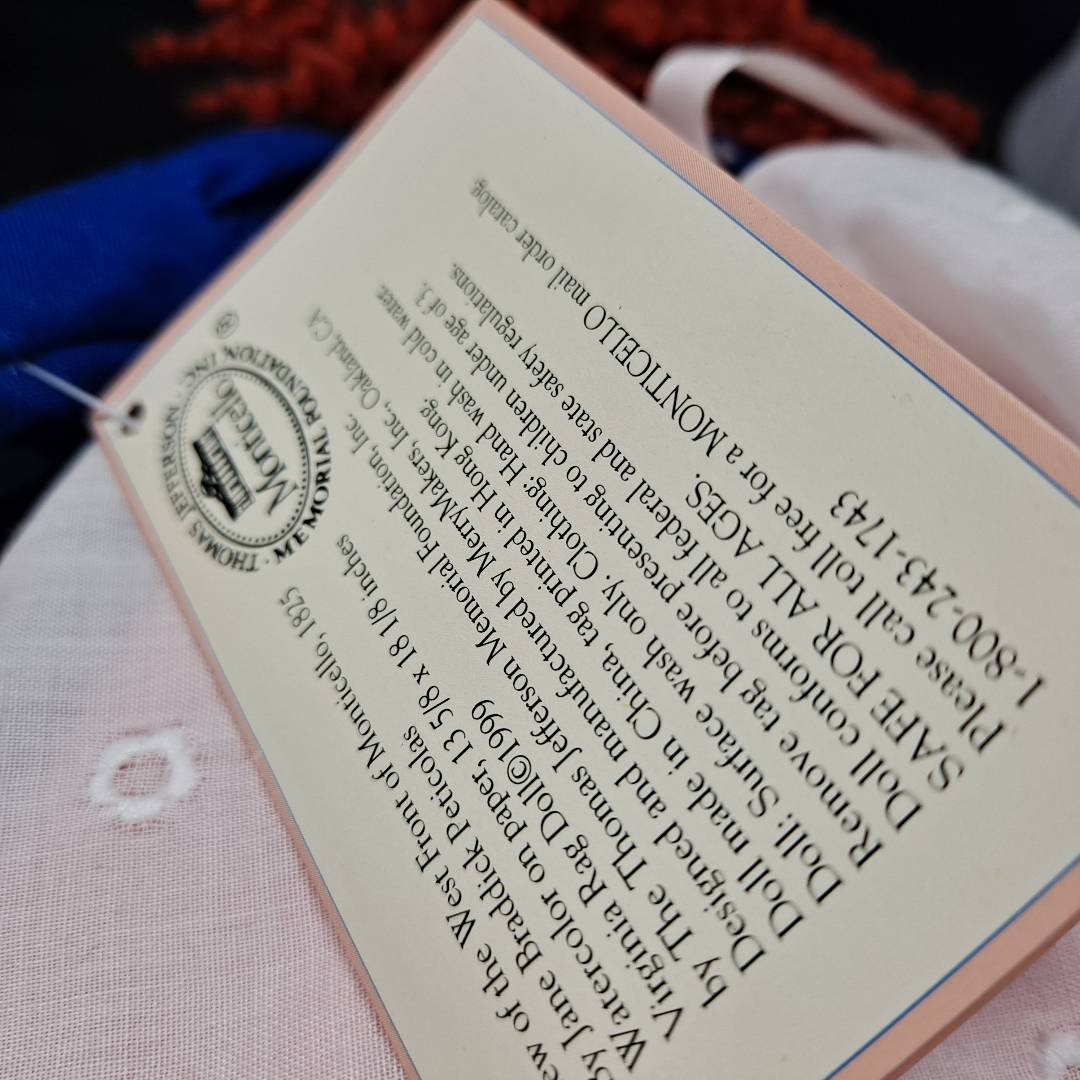 Monticello
THOMAS JEFFERSON · MEMORIAL FOUNDATION, INC. ·
®
ew of the West Front of Monticello, 1825
By Jane Braddick Peticolas
Watercolor on paper, 13 5/8 x 18 1/8 inches
Virginia Rag Doll©1999
by The Thomas Jefferson Memorial Foundation, Inc.
Designed and manufactured by MerryMakers, Inc., Oakland, CA
Doll made in China, tag printed in Hong Kong.
Doll: Surface wash only. Clothing: Hand wash in cold water.
Remove tag before presenting to children under age of 3.
Doll conforms to all federal and state safety regulations.
SAFE FOR ALL AGES.
Please call toll free for a MONTICELLO mail order catalog
1-800-243-1743